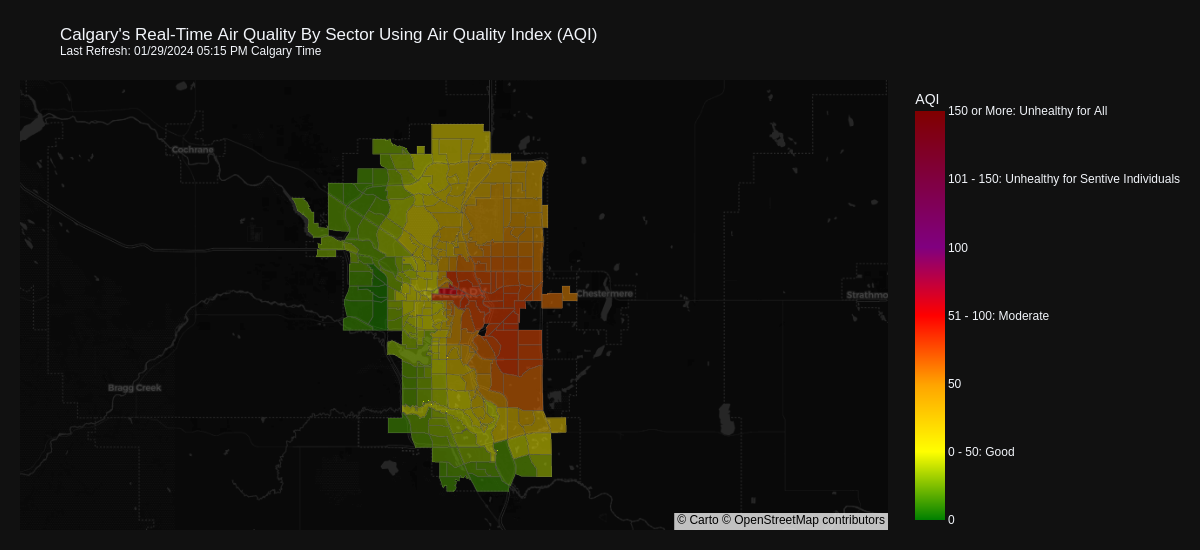 Calgary's Real-Time Air Quality By Sector Using Air Quality Index (AQI)
Last Refresh: 01/29/2024 05:15 PM Calgary Time
AQI
150 or More: Unhealthy for All
101 - 150: Unhealthy for Sentive Individuals
100
51 - 100: Moderate
50
0 - 50: Good
0
Cochrane
CALGARY
Chestermere
Strathmo
Bragg Creek
© Carto © OpenStreetMap contributors